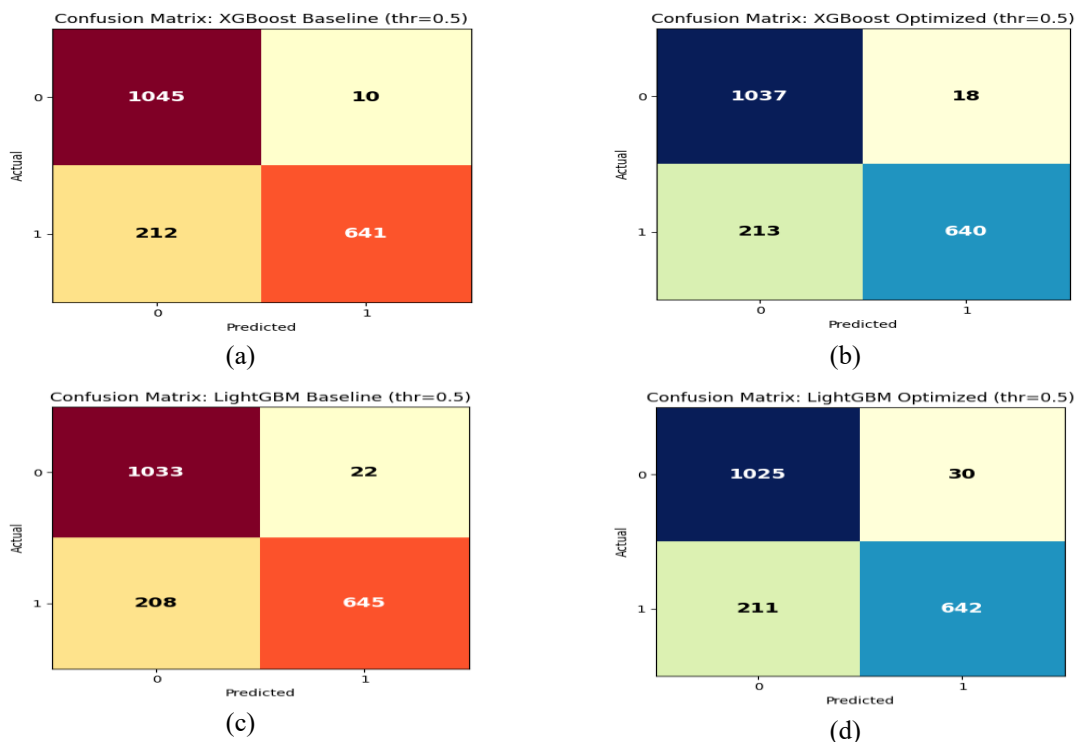 Confusion Matrix: XGBoost Baseline (thr=0.5)
0
1045
10
Actual
1
212
641
0
1
Predicted
(a)
Confusion Matrix: XGBoost Optimized (thr=0.5)
0
1037
18
Actual
1
213
640
0
1
Predicted
(b)
Confusion Matrix: LightGBM Baseline (thr=0.5)
0
1033
22
Actual
1
208
645
0
1
Predicted
(c)
Confusion Matrix: LightGBM Optimized (thr=0.5)
0
1025
30
Actual
1
211
642
0
1
Predicted
(d)